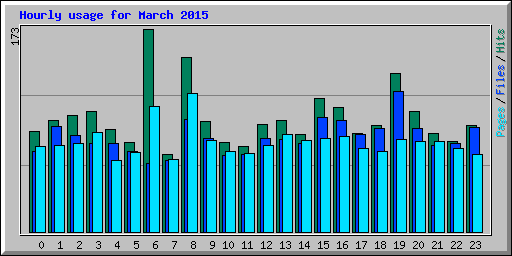 Hourly usage for March 2015
173
Pages/Files/Hits
0 1 2 3 4 5 6 7 8 9 10 11 12 13 14 15 16 17 18 19 20 21 22 23